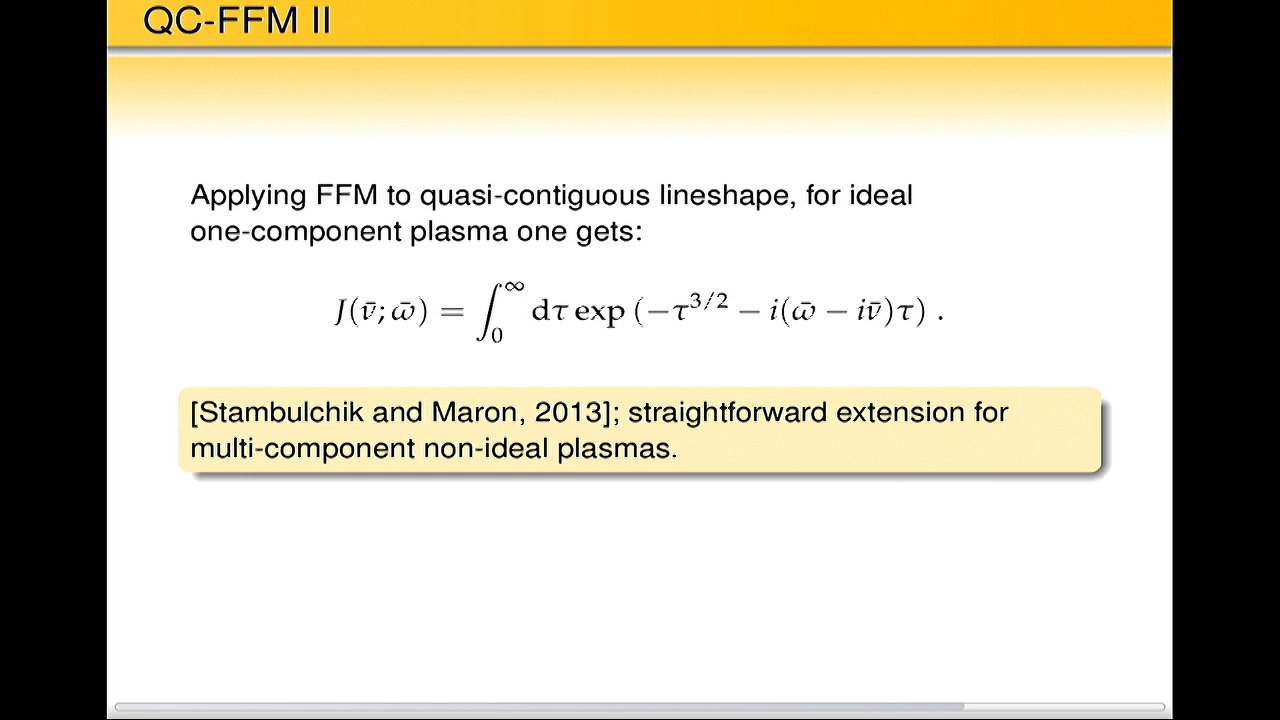 QC-FFM II
Applying FFM to quasi-contiguous lineshape, for ideal
one-component plasma one gets:
J(ν̄; ω̄) = ∫₀^∞ dτ exp (−τ^{3/2} − i(ω̄ − iν̄)τ) .
[Stambulchik and Maron, 2013]; straightforward extension for
multi-component non-ideal plasmas.